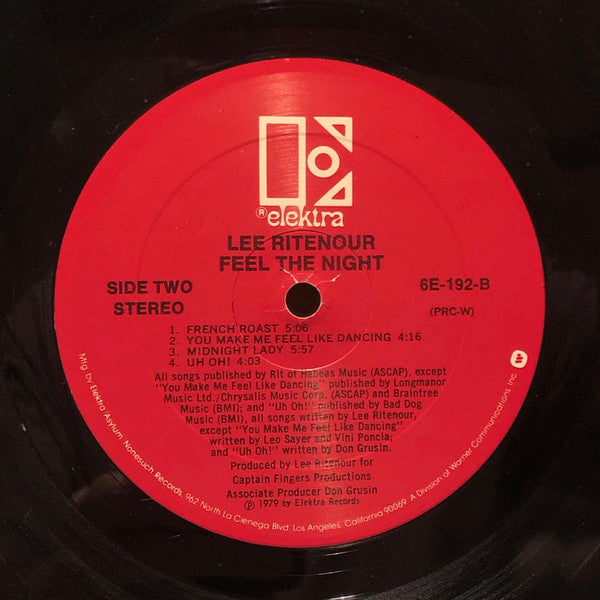 ® elektra
LEE RITENOUR
FEEL THE NIGHT
SIDE TWO
STEREO
6E-192-B
(PRC-W)
1. FRENCH ROAST 5:06
2. YOU MAKE ME FEEL LIKE DANCING 4:16
3. MIDNIGHT LADY 5:57
4. UH OH! 4:03
All songs published by Rit of Habeas Music (ASCAP), except
"You Make Me Feel Like Dancing" published by Longmanor
Music Ltd./Chrysalis Music Corp. (ASCAP) and Braintree
Music (BMI); and "Uh Oh!" published by Bad Dog
Music (BMI), all songs written by Lee Ritenour,
except "You Make Me Feel Like Dancing"
written by Leo Sayer and Vini Poncia;
and "Uh Oh!" written by Don Grusin.
Produced by Lee Ritenour for
Captain Fingers Productions
Associate Producer Don Grusin
℗ 1979 by Elektra Records
Mfg. by Elektra/Asylum/Nonesuch Records, 962 North La Cienega Blvd. Los Angeles, California 90069. A Division of Warner Communications Inc.